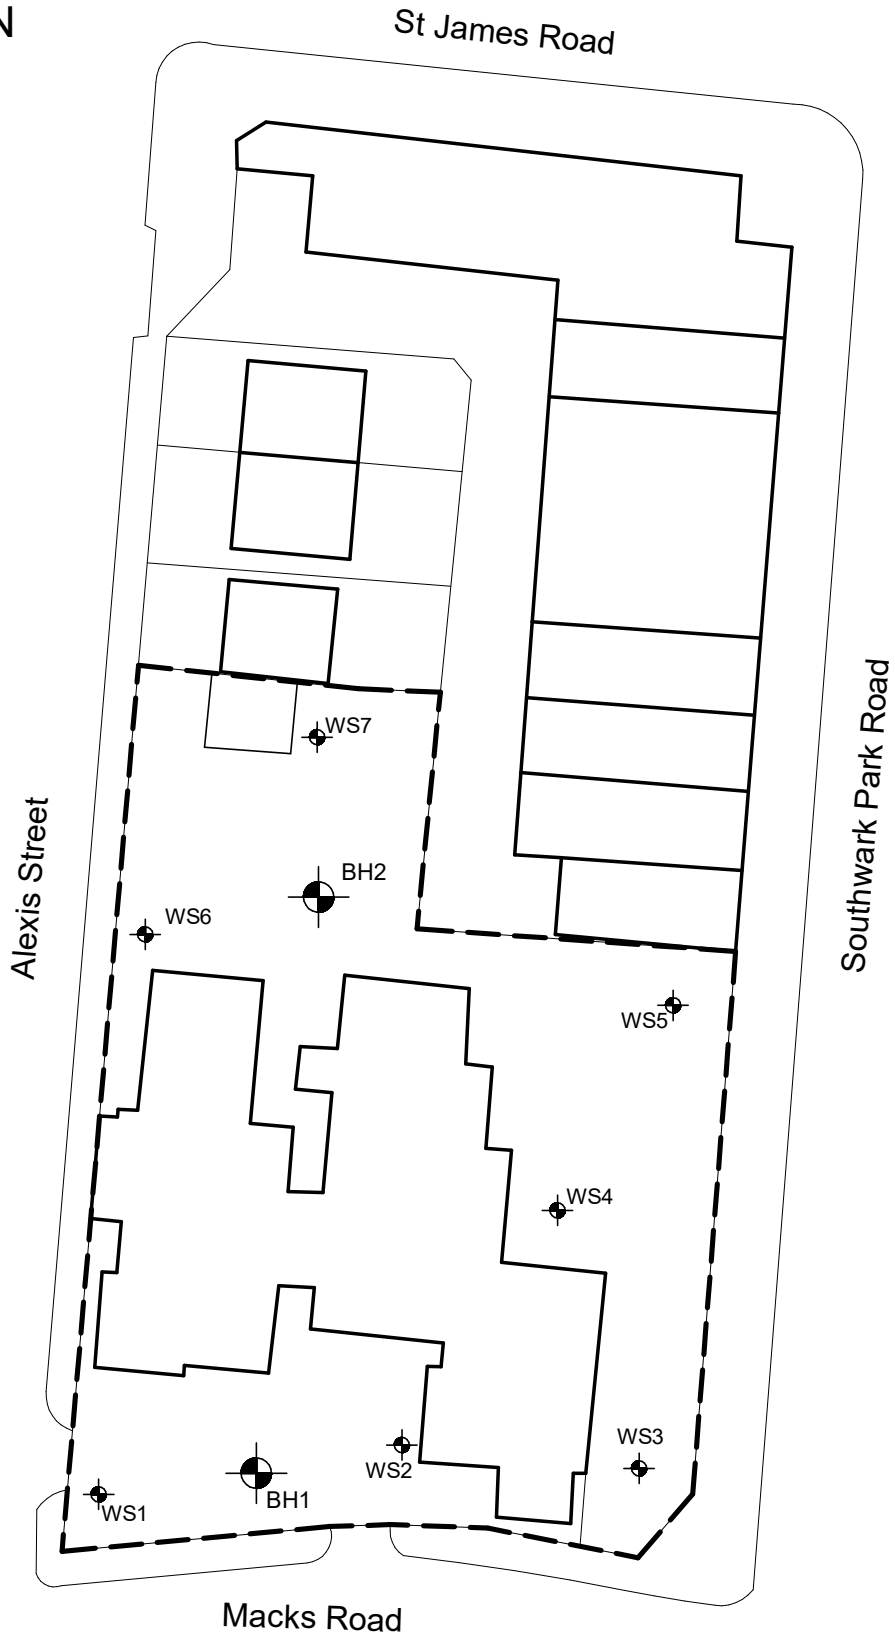 N
St James Road
WS7
Southwark Park Road
Alexis Street
BH2
WS6
WS5
WS4
WS3
WS2
BH1
WS1
Macks Road